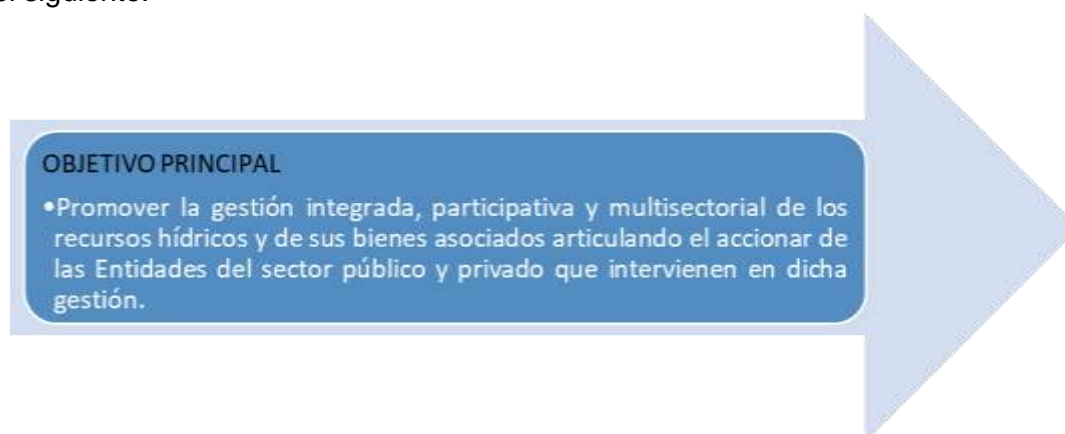 el siguiente:
OBJETIVO PRINCIPAL
•Promover la gestión integrada, participativa y multisectorial de los
recursos hídricos y de sus bienes asociados articulando el accionar de
las Entidades del sector público y privado que intervienen en dicha
gestión.